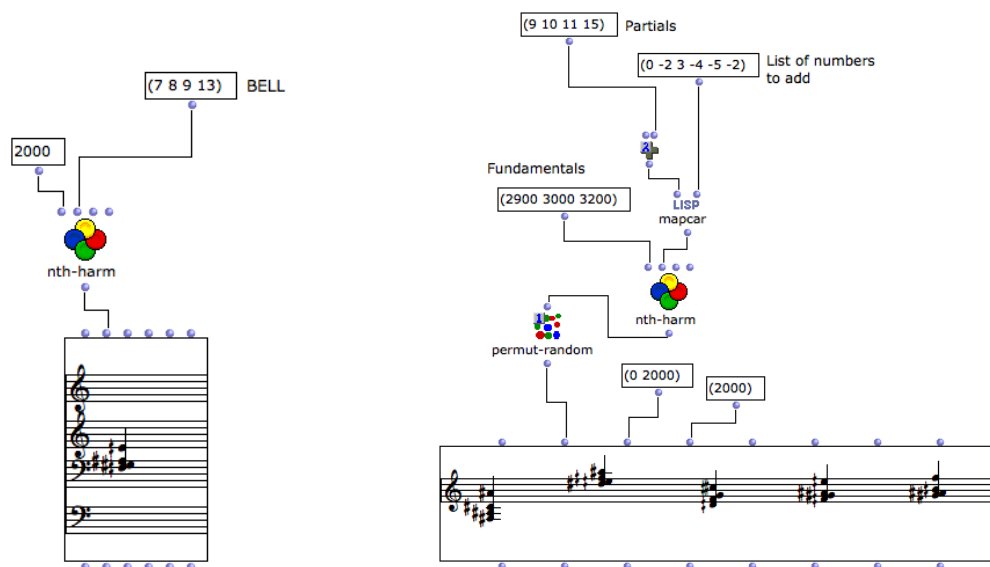 (7 8 9 13)
BELL
2000
nth-harm
(9 10 11 15)
Partials
(0 -2 3 -4 -5 -2)
List of numbers
to add
Fundamentals
(2900 3000 3200)
LISP
mapcar
nth-harm
1
permut-random
(0 2000)
(2000)